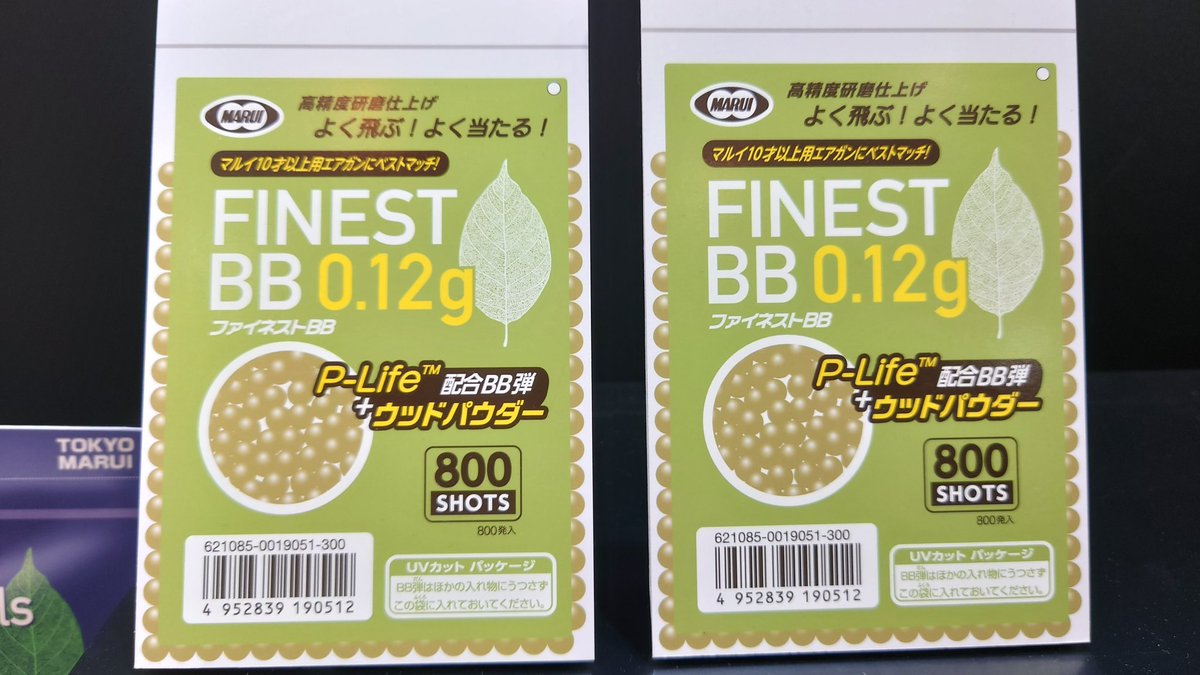 MARUI
高精度研磨仕上げ
よく飛ぶ！よく当たる！
マルイ10才以上用エアガンにベストマッチ!
FINEST
BB 0.12g
ファイネストBB
P-Life™ 配合BB弾
+ウッドパウダー
800
SHOTS
800発入
621085-0019051-300
4 952839 190512
UVカット パッケージ
BB弾はほかの入れ物にうつさず
この袋に入れておいてください。
MARUI
高精度研磨仕上げ
よく飛ぶ！よく当たる！
マルイ10才以上用エアガンにベストマッチ!
FINEST
BB 0.12g
ファイネストBB
P-Life™ 配合BB弾
+ウッドパウダー
800
SHOTS
800発入
621085-0019051-300
4 952839 190512
UVカット パッケージ
BB弾はほかの入れ物にうつさず
この袋に入れておいてください。
TOKYO
MARUI
ls